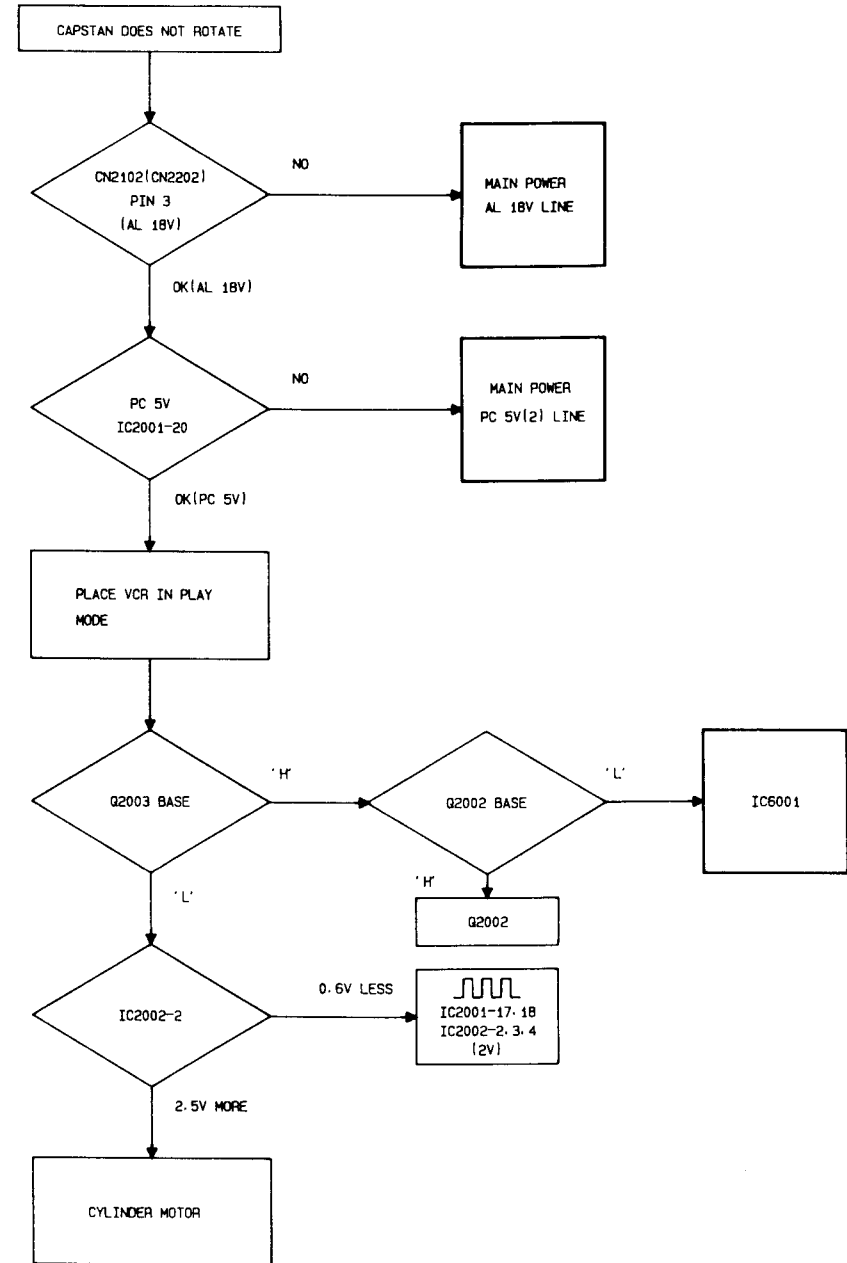 CAPSTAN DOES NOT ROTATE
CN2102(CN2202)
PIN 3
(AL 18V)
NO
MAIN POWER
AL 18V LINE
OK(AL 18V)
PC 5V
IC2001-20
NO
MAIN POWER
PC 5V(2) LINE
OK(PC 5V)
PLACE VCR IN PLAY
MODE
Q2003 BASE
'H'
Q2002 BASE
'L'
IC6001
'H'
Q2002
'L'
IC2002-2
0.6V LESS
IC2001-17.18
IC2002-2.3.4
(2V)
2.5V MORE
CYLINDER MOTOR